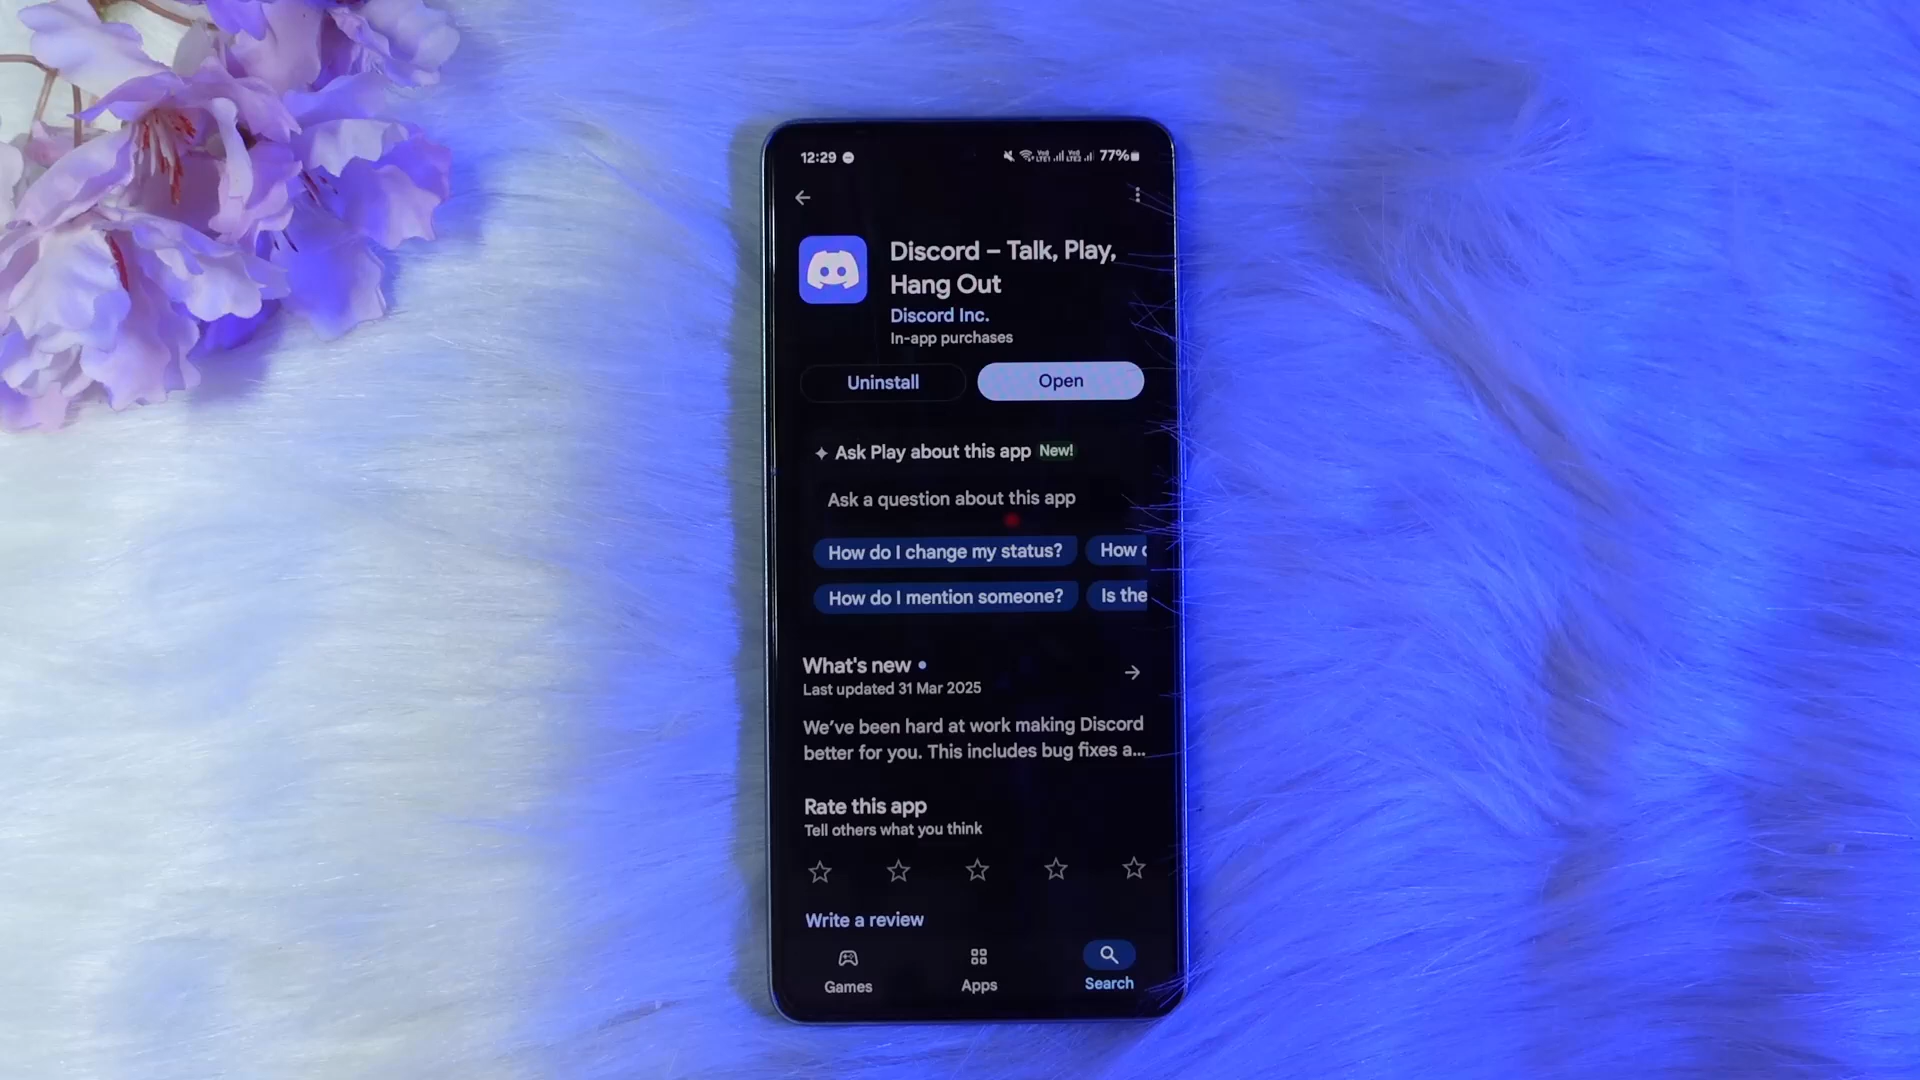 12:29
77%
Discord – Talk, Play,
Hang Out
Discord Inc.
In-app purchases
Uninstall
Open
Ask Play about this app New!
Ask a question about this app
How do I change my status?
How
How do I mention someone?
Is the
What's new
Last updated 31 Mar 2025
We’ve been hard at work making Discord
better for you. This includes bug fixes a...
Rate this app
Tell others what you think
Write a review
Games
Apps
Search